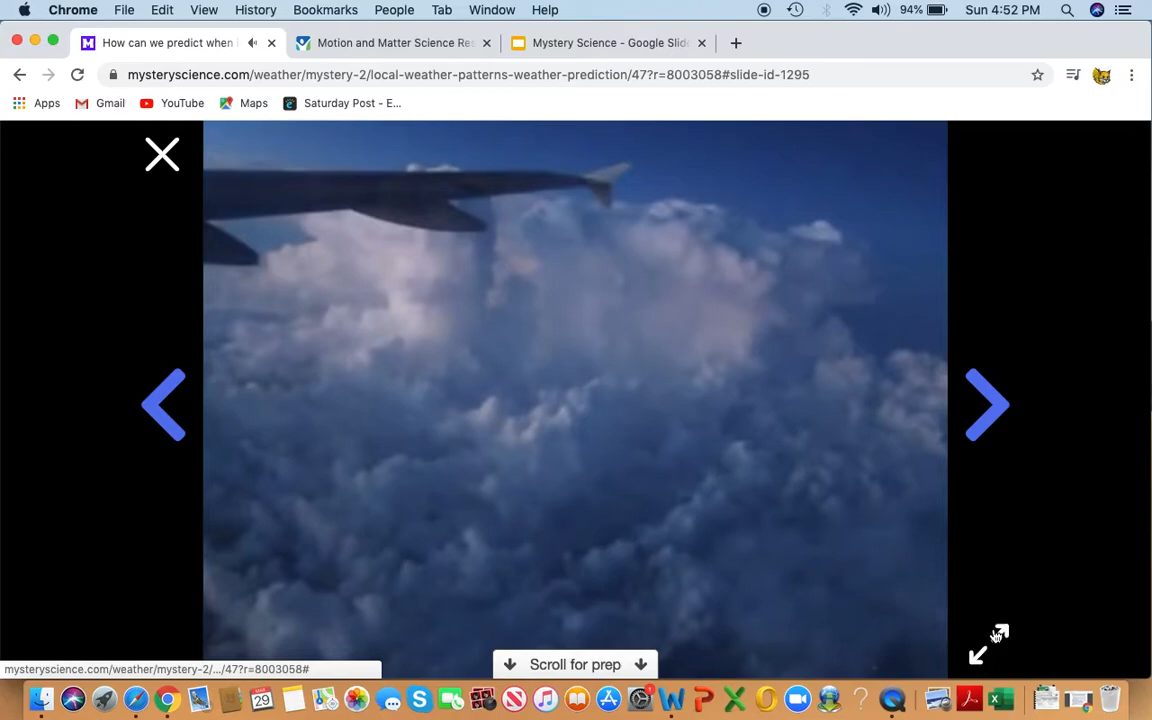 Chrome File Edit View History Bookmarks People Tab Window Help 94% Sun 4:52 PM
How can we predict when Motion and Matter Science Re Mystery Science - Google Slid
mysteryscience.com/weather/mystery-2/local-weather-patterns-weather-prediction/47?r=8003058#slide-id-1295
Apps Gmail YouTube Maps Saturday Post - E...
mysteryscience.com/weather/mystery-2/.../47?r=8003058#
Scroll for prep
MAR
29